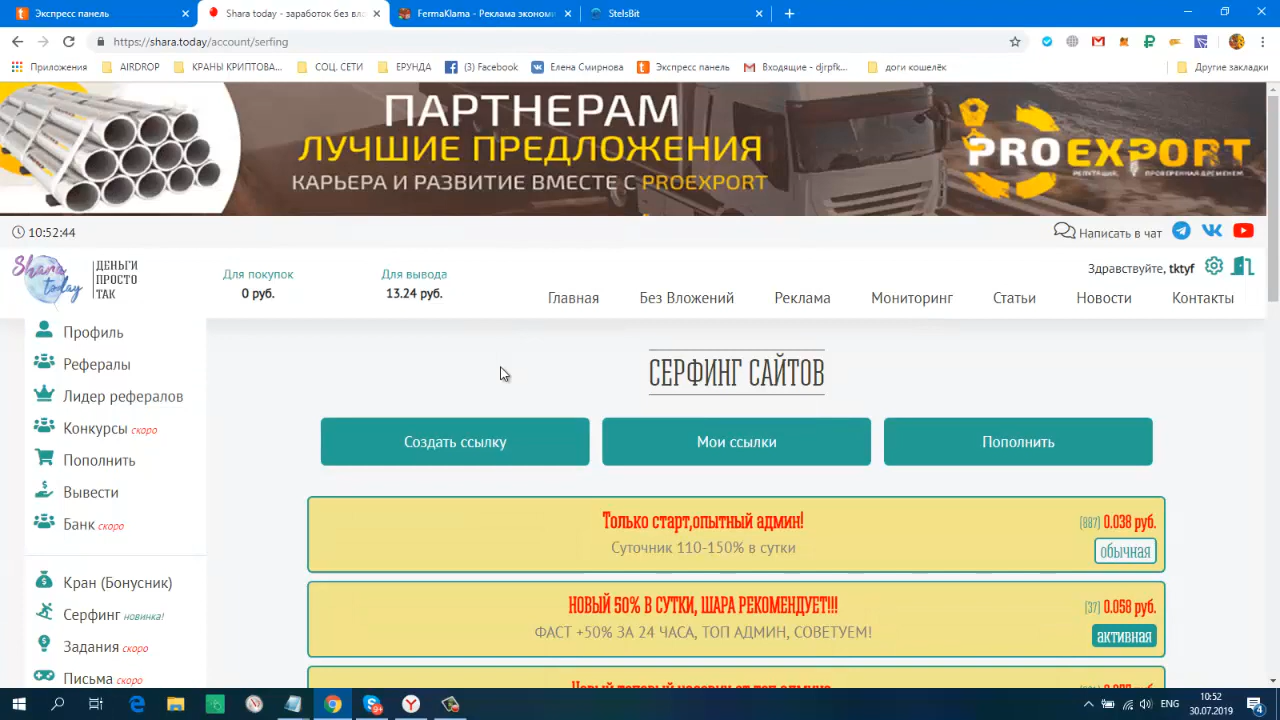 Экспресс панель
Shara today - заработок без вл
FermaKlama - Реклама эконом
StelsBit
https://shara.today/account/serfing
Приложения
AIRDROP
КРАНЫ КРИПТОВА...
СОЦ. СЕТИ
ЕРУНДА
(3) Facebook
Елена Смирнова
Экспресс панель
Входящие - djrpfk...
доги кошелёк
Другие закладки
ПАРТНЕРАМ
ЛУЧШИЕ ПРЕДЛОЖЕНИЯ
КАРЬЕРА И РАЗВИТИЕ ВМЕСТЕ С PROEXPORT
PROEXPORT
РЕПУТАЦИЯ, ПРОВЕРЕННАЯ ВРЕМЕНЕМ
10:52:44
Написать в чат
Shara today
ДЕНЬГИ
ПРОСТО
ТАК
Для покупок
0 руб.
Для вывода
13.24 руб.
Здравствуйте, tktyf
Главная
Без Вложений
Реклама
Мониторинг
Статьи
Новости
Контакты
Профиль
Рефералы
Лидер рефералов
Конкурсы скоро
Пополнить
Вывести
Банк скоро
Кран (Бонусник)
Серфинг новинка!
Задания скоро
Письма скоро
СЕРФИНГ САЙТОВ
Создать ссылку
Мои ссылки
Пополнить
Только старт,опытный админ!
(887) 0.038 руб.
Суточник 110-150% в сутки
обычная
НОВЫЙ 50% В СУТКИ, ШАРА РЕКОМЕНДУЕТ!!!
(37) 0.058 руб.
ФАСТ +50% ЗА 24 ЧАСА, ТОП АДМИН, СОВЕТУЕМ!
активная
ENG
10:52
30.07.2019